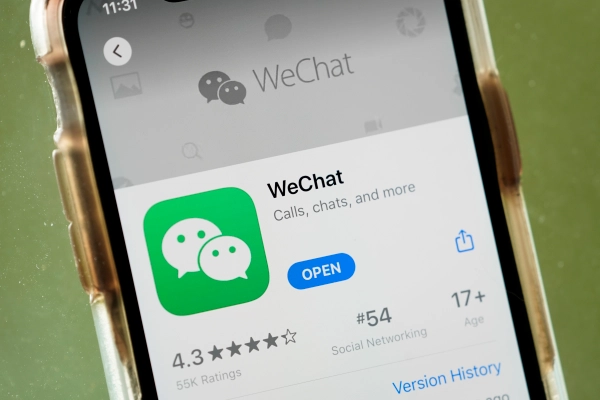 11:31
WeChat
WeChat
Calls, chats, and more
OPEN
4.3
#54
17+
55K Ratings
Social Networking
Age
Version History
ago